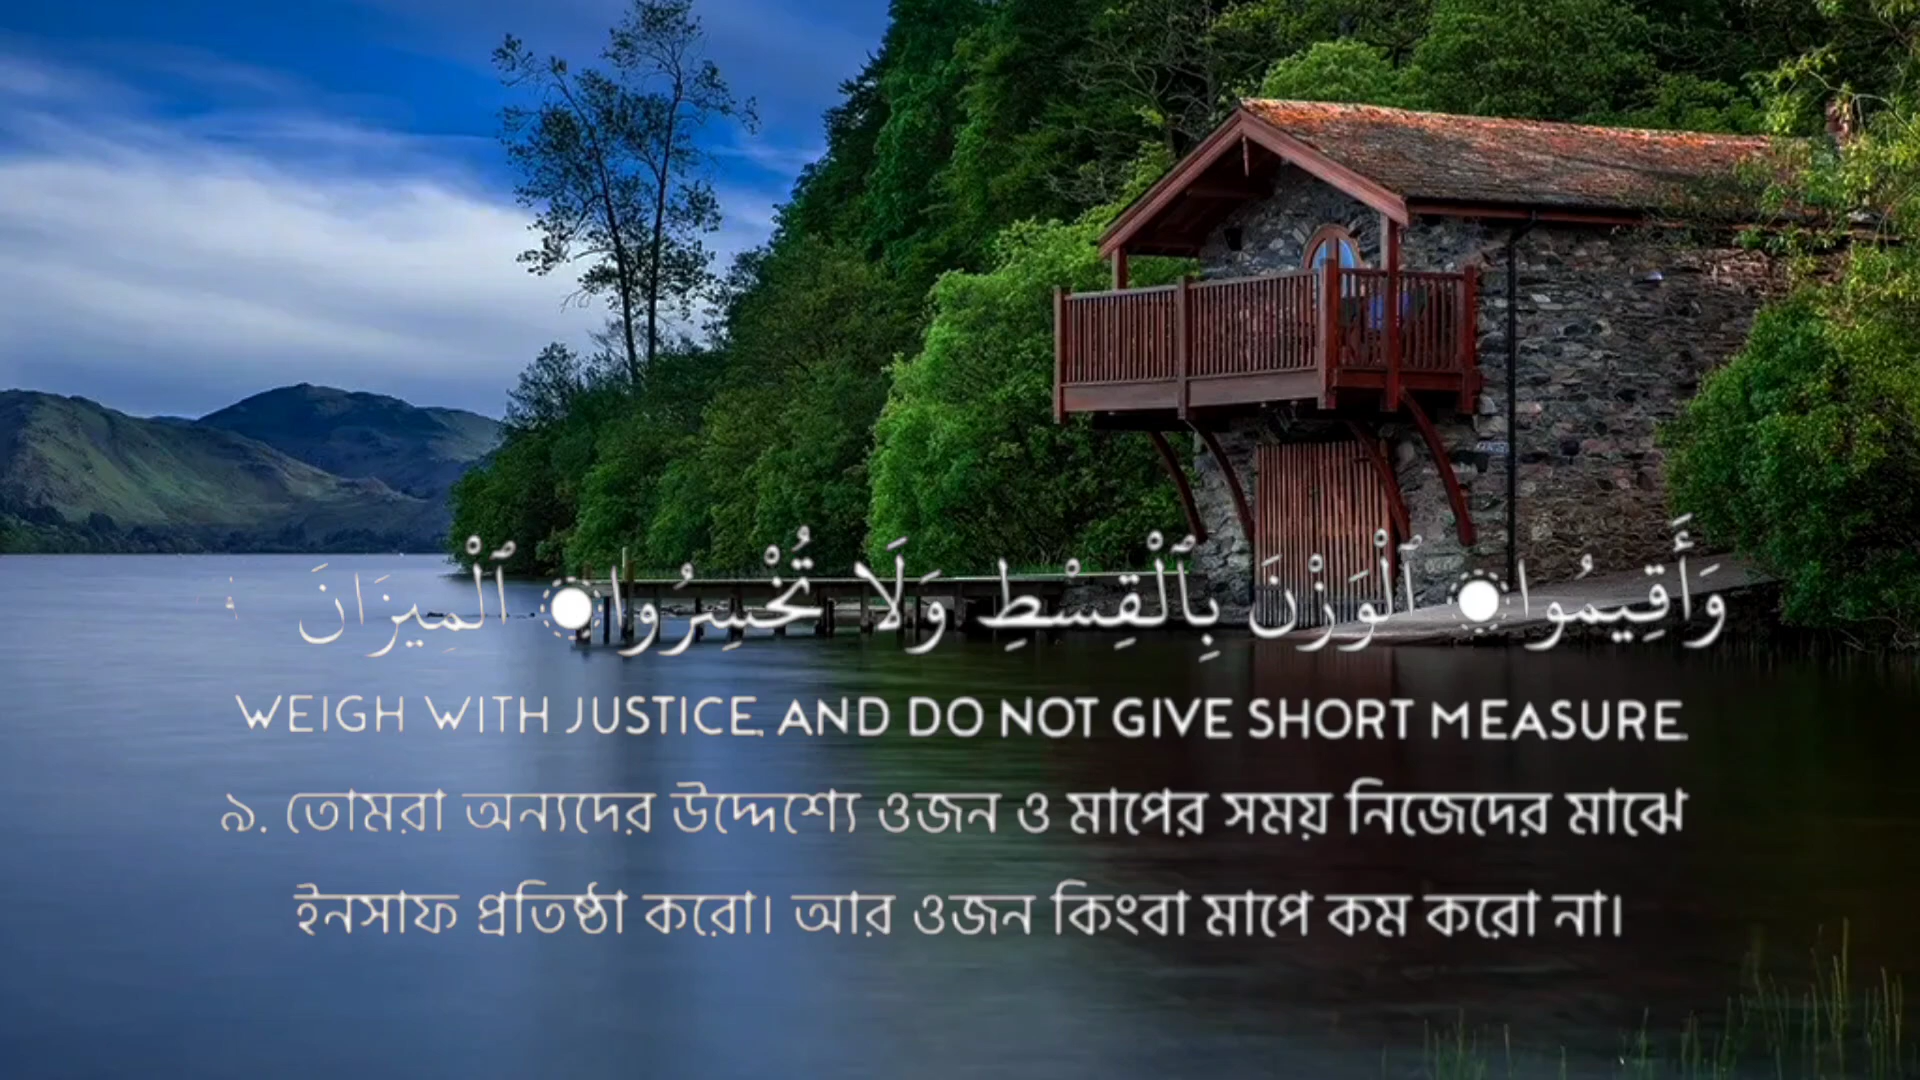 وَأَقِيمُوا۟ ٱلْوَزْنَ بِٱلْقِسْطِ وَلَا تُخْسِرُوا۟ ٱلْمِيزَانَ ٩
WEIGH WITH JUSTICE AND DO NOT GIVE SHORT MEASURE.
৯. তোমরা অন্যদের উদ্দেশ্যে ওজন ও মাপের সময় নিজেদের মাঝে
ইনসাফ প্রতিষ্ঠা করো। আর ওজন কিংবা মাপে কম করো না।